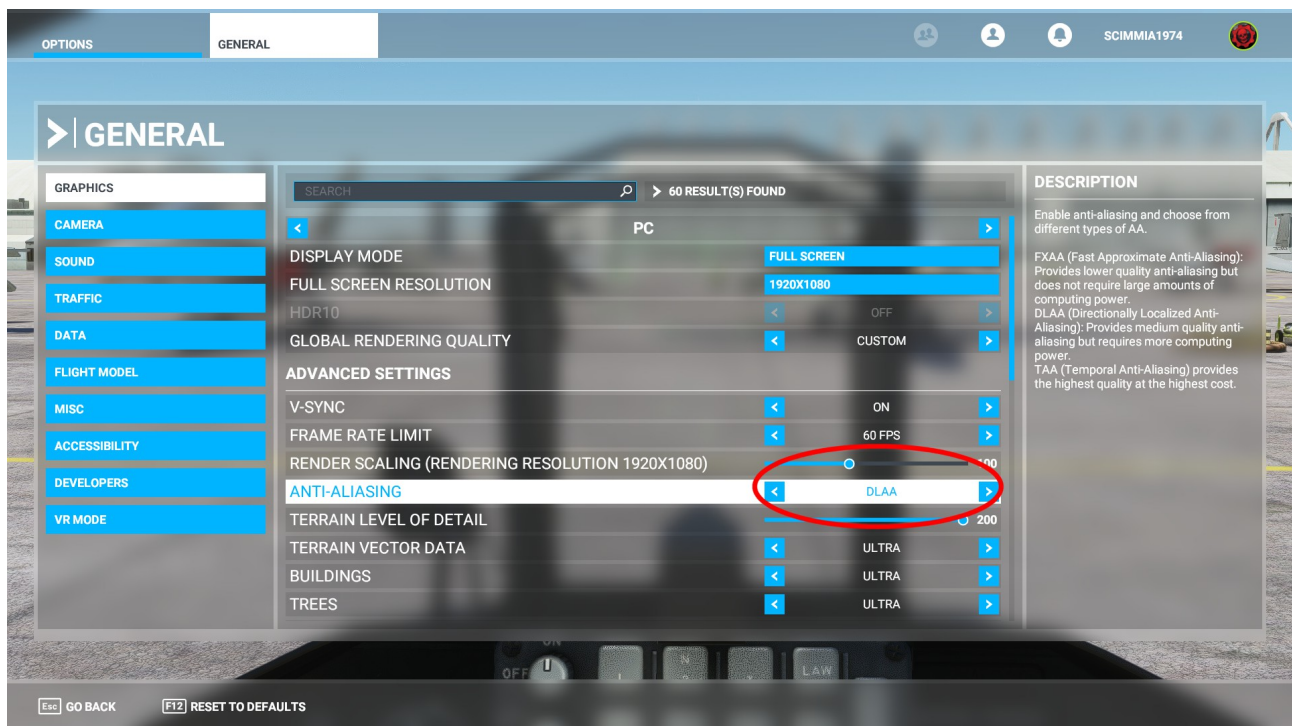 OPTIONS
GENERAL
SCIMMIA1974
GENERAL
GRAPHICS
CAMERA
SOUND
TRAFFIC
DATA
FLIGHT MODEL
MISC
ACCESSIBILITY
DEVELOPERS
VR MODE
SEARCH
> 60 RESULT(S) FOUND
< PC >
DISPLAY MODE FULL SCREEN
FULL SCREEN RESOLUTION 1920X1080
HDR10 < OFF >
GLOBAL RENDERING QUALITY < CUSTOM >
ADVANCED SETTINGS
V-SYNC < ON >
FRAME RATE LIMIT < 60 FPS >
RENDER SCALING (RENDERING RESOLUTION 1920X1080) 100
ANTI-ALIASING < DLAA >
TERRAIN LEVEL OF DETAIL 200
TERRAIN VECTOR DATA < ULTRA >
BUILDINGS < ULTRA >
TREES < ULTRA >
DESCRIPTION
Enable anti-aliasing and choose from
different types of AA.
FXAA (Fast Approximate Anti-Aliasing):
Provides lower quality anti-aliasing but
does not require large amounts of
computing power.
DLAA (Directionally Localized Anti-
Aliasing): Provides medium quality anti-
aliasing but requires more computing
power.
TAA (Temporal Anti-Aliasing) provides
the highest quality at the highest cost.
ON
OFF
LAW
Esc GO BACK
F12 RESET TO DEFAULTS